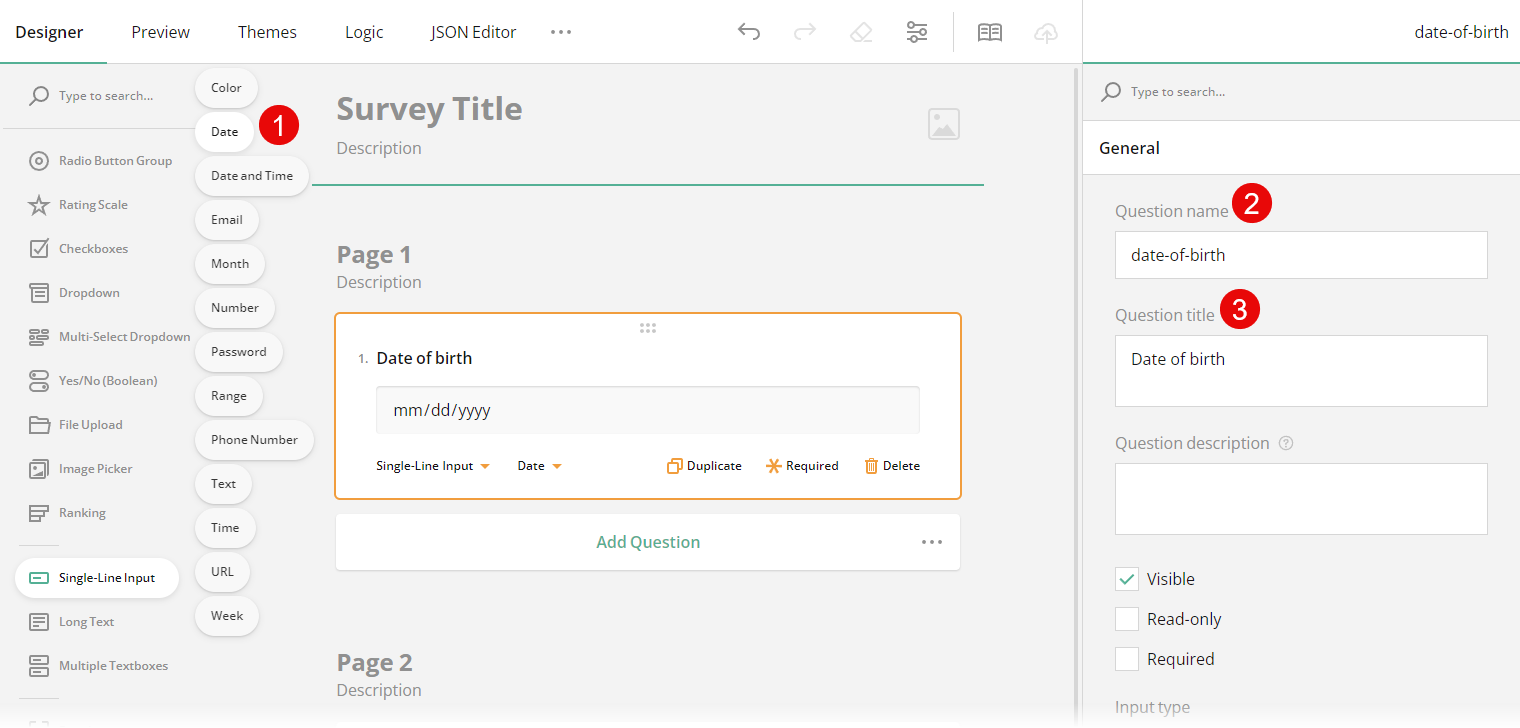 Designer Preview Themes Logic JSON Editor
date-of-birth
Type to search...
Radio Button Group
Rating Scale
Checkboxes
Dropdown
Multi-Select Dropdown
Yes/No (Boolean)
File Upload
Image Picker
Ranking
Single-Line Input
Long Text
Multiple Textboxes
Color
Date 1
Date and Time
Email
Month
Number
Password
Range
Phone Number
Text
Time
URL
Week
Survey Title
Description
Page 1
Description
1. Date of birth
mm/dd/yyyy
Single-Line Input Date Duplicate Required Delete
Add Question
Page 2
Description
Type to search...
General
Question name 2
date-of-birth
Question title 3
Date of birth
Question description ?
Visible
Read-only
Required
Input type